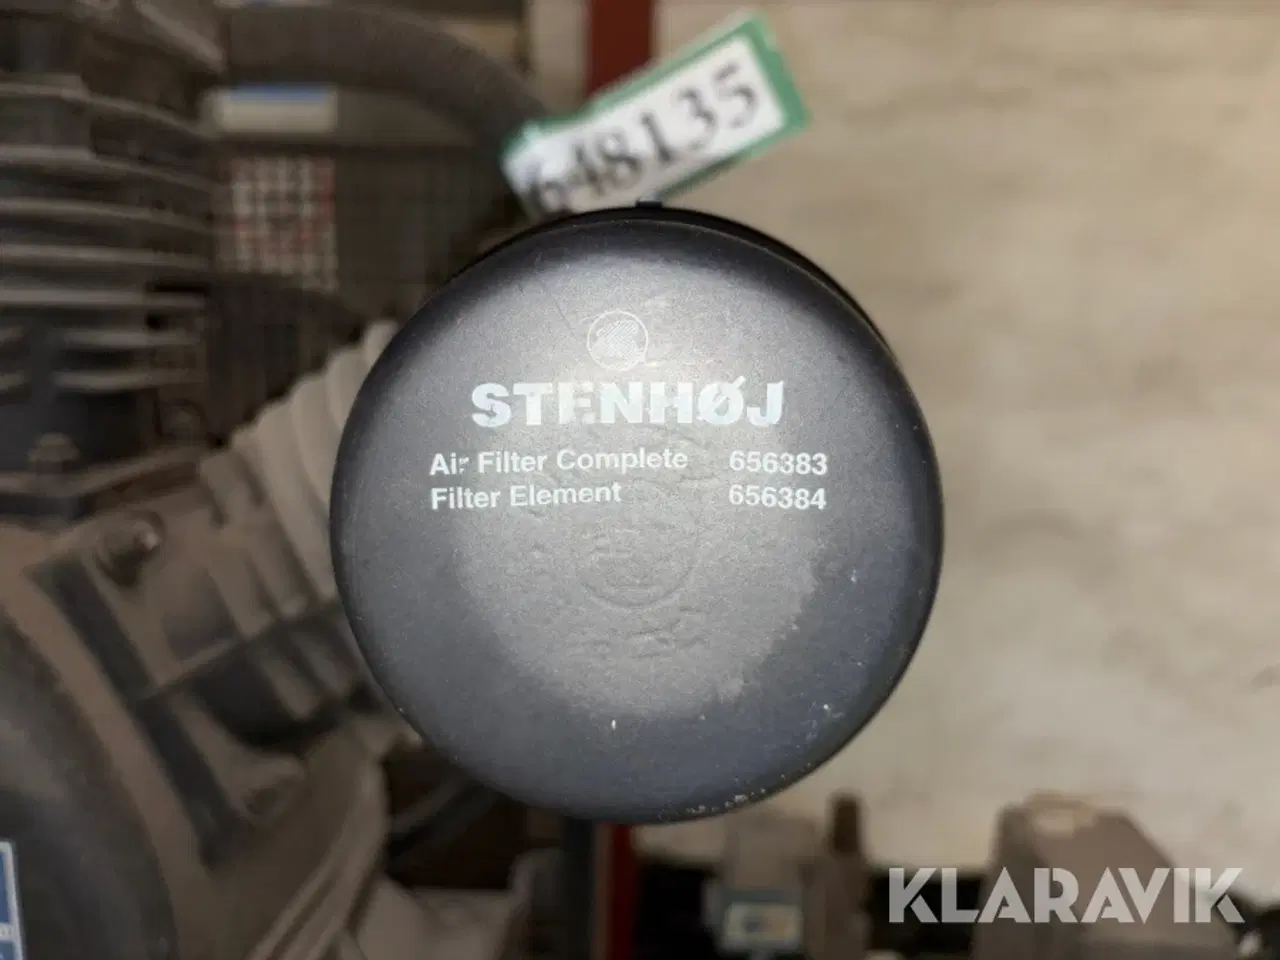 648135
STENHØJ
Air Filter Complete 656383
Filter Element 656384
KLARAVIK